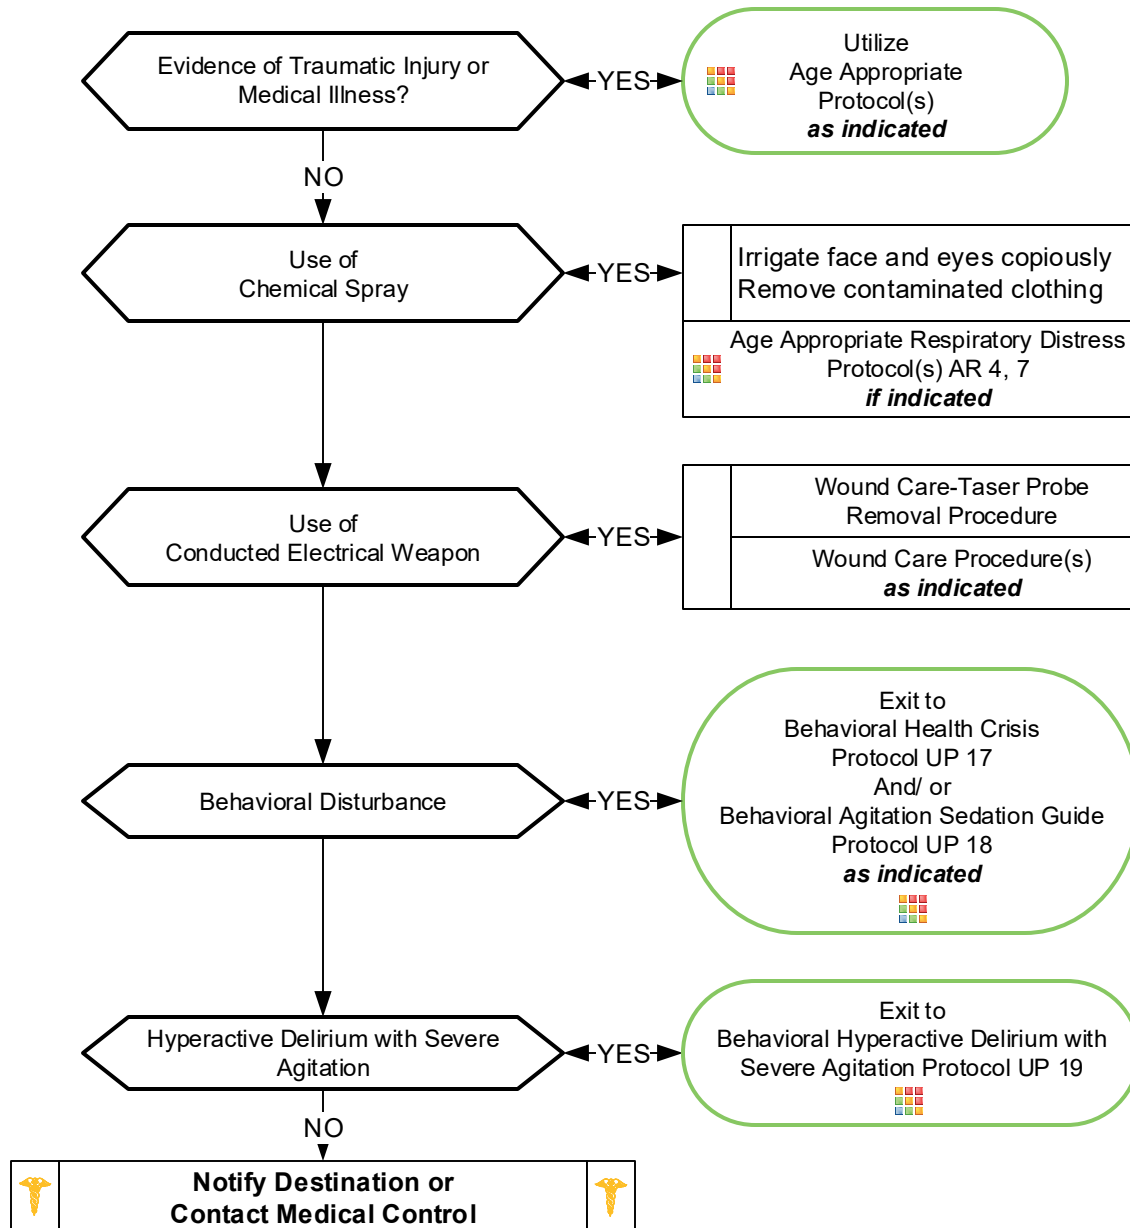 Evidence of Traumatic Injury or
Medical Illness?
YES
Utilize
Age Appropriate
Protocol(s)
as indicated
NO
Use of
Chemical Spray
YES
Irrigate face and eyes copiously
Remove contaminated clothing
Age Appropriate Respiratory Distress
Protocol(s) AR 4, 7
if indicated
Use of
Conducted Electrical Weapon
YES
Wound Care-Taser Probe
Removal Procedure
Wound Care Procedure(s)
as indicated
Behavioral Disturbance
YES
Exit to
Behavioral Health Crisis
Protocol UP 17
And/ or
Behavioral Agitation Sedation Guide
Protocol UP 18
as indicated
Hyperactive Delirium with Severe
Agitation
YES
Exit to
Behavioral Hyperactive Delirium with
Severe Agitation Protocol UP 19
NO
Notify Destination or
Contact Medical Control